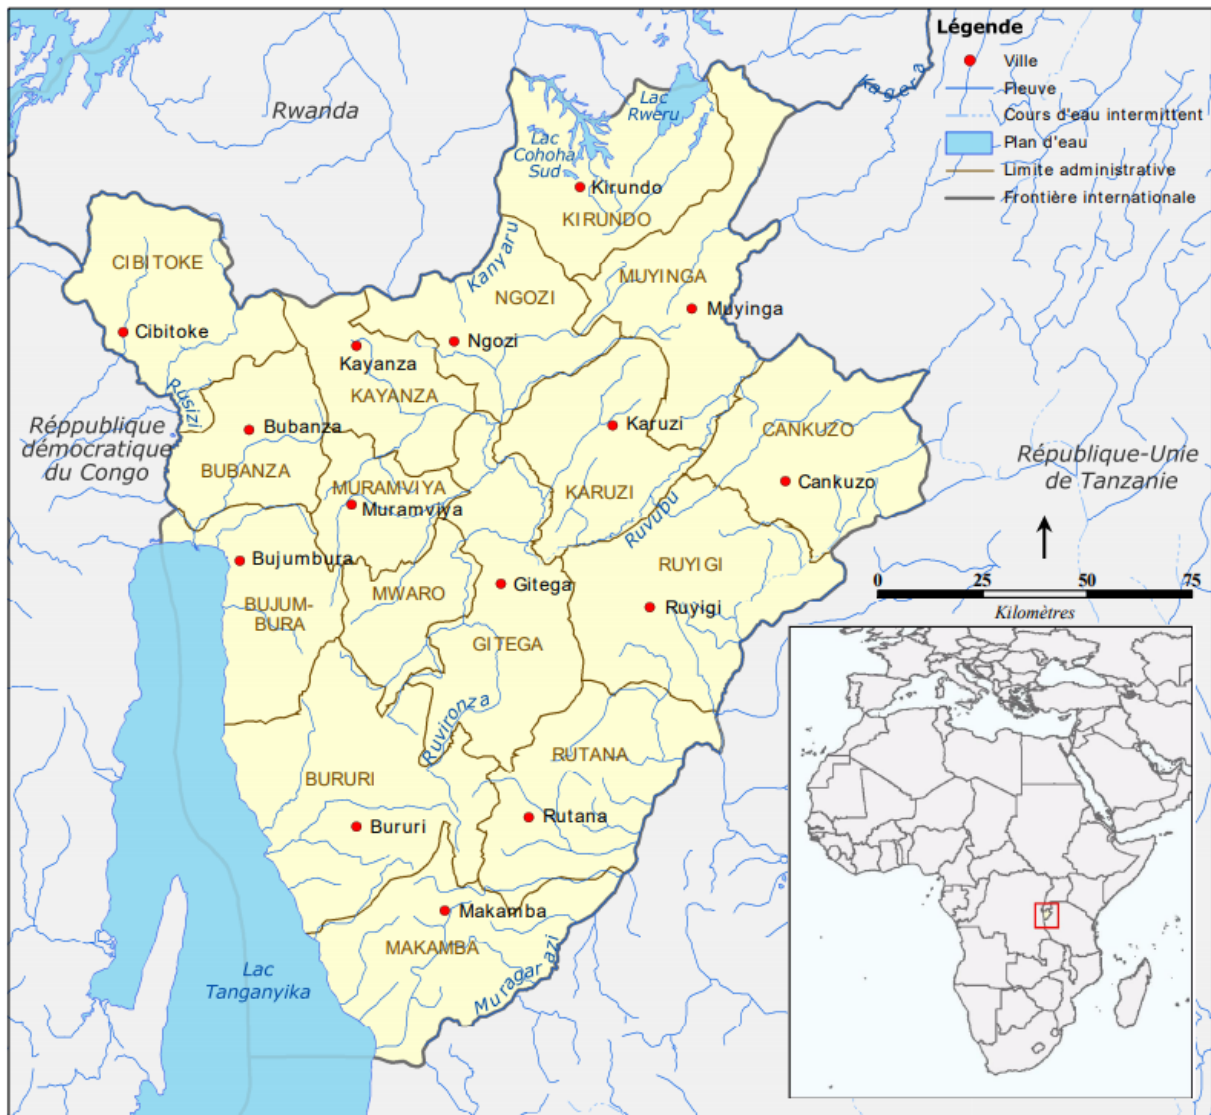 Légende
Ville
Fleuve
Cours d'eau intermittent
Plan d'eau
Limite administrative
Frontière internationale
Kagera
Rwanda
Lac
Rweru
Lac
Cohoha
Sud
Kirundo
KIRUNDO
CIBITOKE
Kanyaru
NGOZI
MUYINGA
Muyinga
Cibitoke
Ngozi
Kayanza
KAYANZA
Rusizi
Réppublique
démocratique
du Congo
Bubanza
BUBANZA
Karuzi
KARUZI
CANKUZO
Cankuzo
République-Unie
de Tanzanie
MURAMVIYA
Muramviya
Ruvubu
Bujumbura
BUJUM-
BURA
MWARO
Gitega
GITEGA
RUYIGI
Ruyigi
0 25 50 75
Kilomètres
Ruvironza
RUTANA
Rutana
BURURI
Bururi
Makamba
MAKAMBA
Muragarazi
Lac
Tanganyika